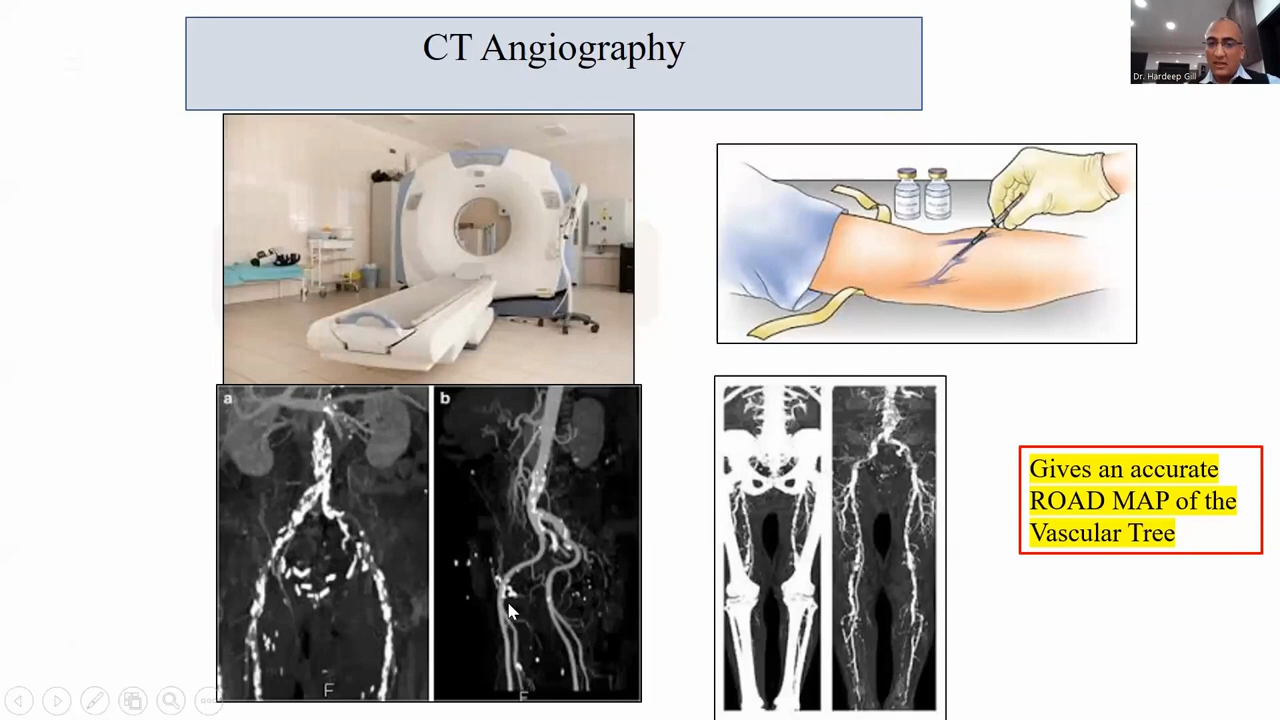 CT Angiography
Dr. Hardeep Gill
a
b
F
F
Gives an accurate
ROAD MAP of the
Vascular Tree